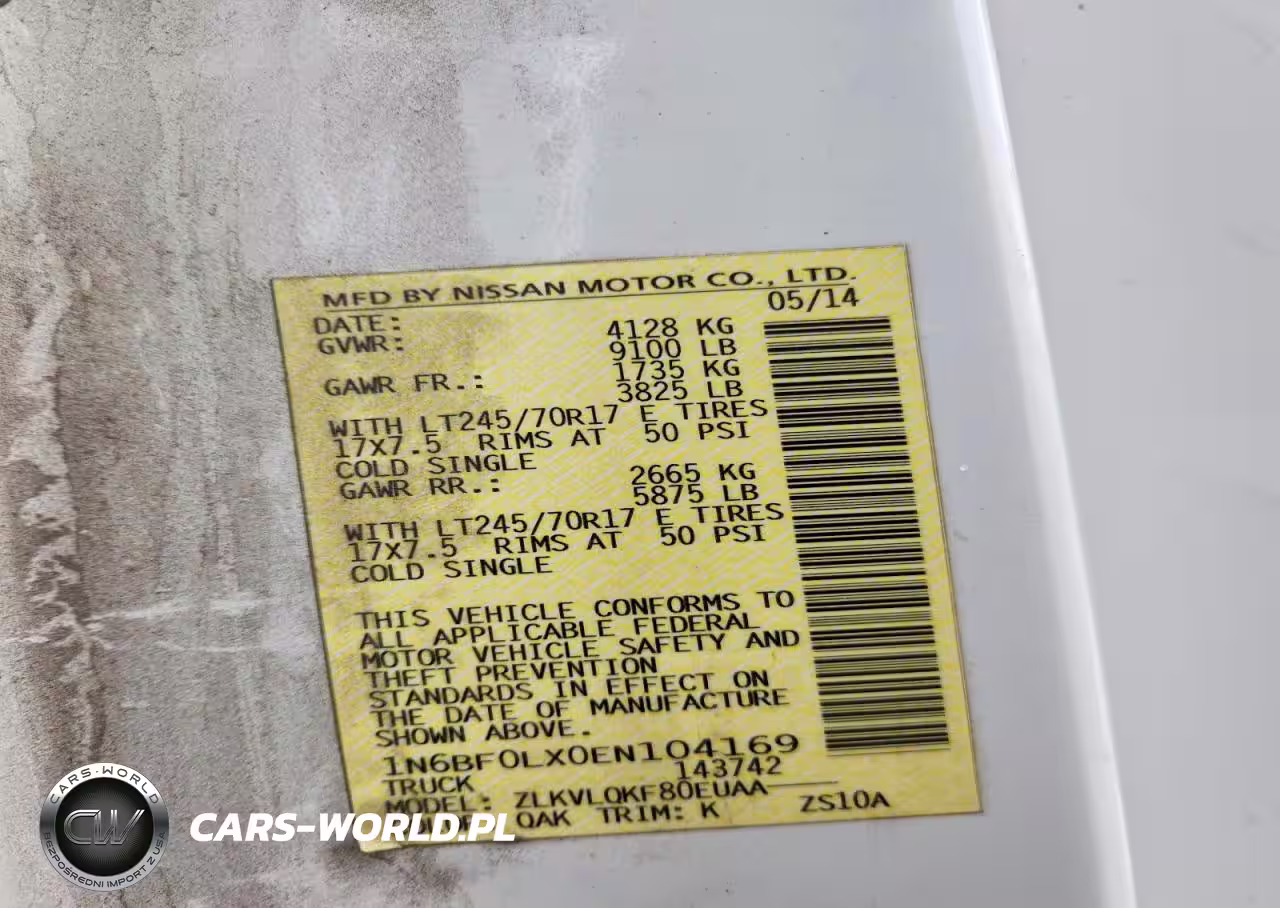 MFD BY NISSAN MOTOR CO., LTD.
DATE: 05/14
GVWR: 4128 KG
9100 LB
GAWR FR.: 1735 KG
3825 LB
WITH LT245/70R17 E TIRES
17X7.5 RIMS AT 50 PSI
COLD SINGLE
GAWR RR.: 2665 KG
5875 LB
WITH LT245/70R17 E TIRES
17X7.5 RIMS AT 50 PSI
COLD SINGLE
THIS VEHICLE CONFORMS TO
ALL APPLICABLE FEDERAL
MOTOR VEHICLE SAFETY AND
THEFT PREVENTION
STANDARDS IN EFFECT ON
THE DATE OF MANUFACTURE
SHOWN ABOVE.
1N6BF0LX0EN104169
TRUCK 143742
MODEL: ZLKVLQKF80EUAA
QAK TRIM: K ZS10A
CARS-WORLD
CW
BEZPOŚREDNI IMPORT Z USA
CARS-WORLD.PL